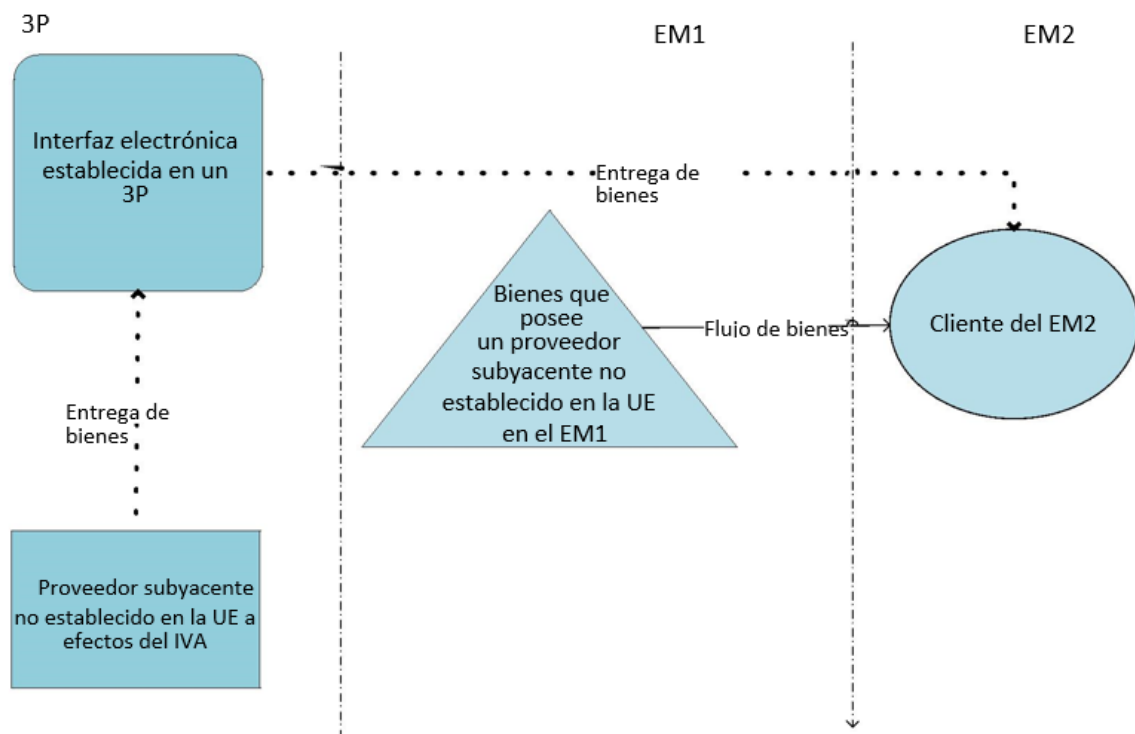 3P
EM1
EM2
Interfaz electrónica
establecida en un
3P
Entrega de
bienes
Bienes que
posee
un proveedor
subyacente no
establecido en la UE
en el EM1
Flujo de bienes
Cliente del EM2
Entrega de
bienes
Proveedor subyacente
no establecido en la UE a
efectos del IVA